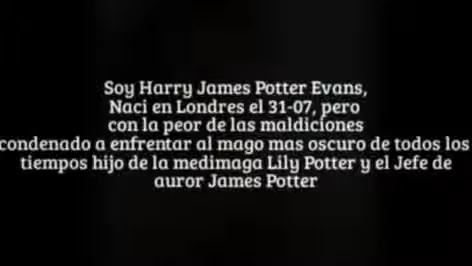 Soy Harry James Potter Evans,
Naci en Londres el 31-07, pero
con la peor de las maldiciones
condenado a enfrentar al mago mas oscuro de todos los
tiempos hijo de la medimaga Lily Potter y el Jefe de
auror James Potter